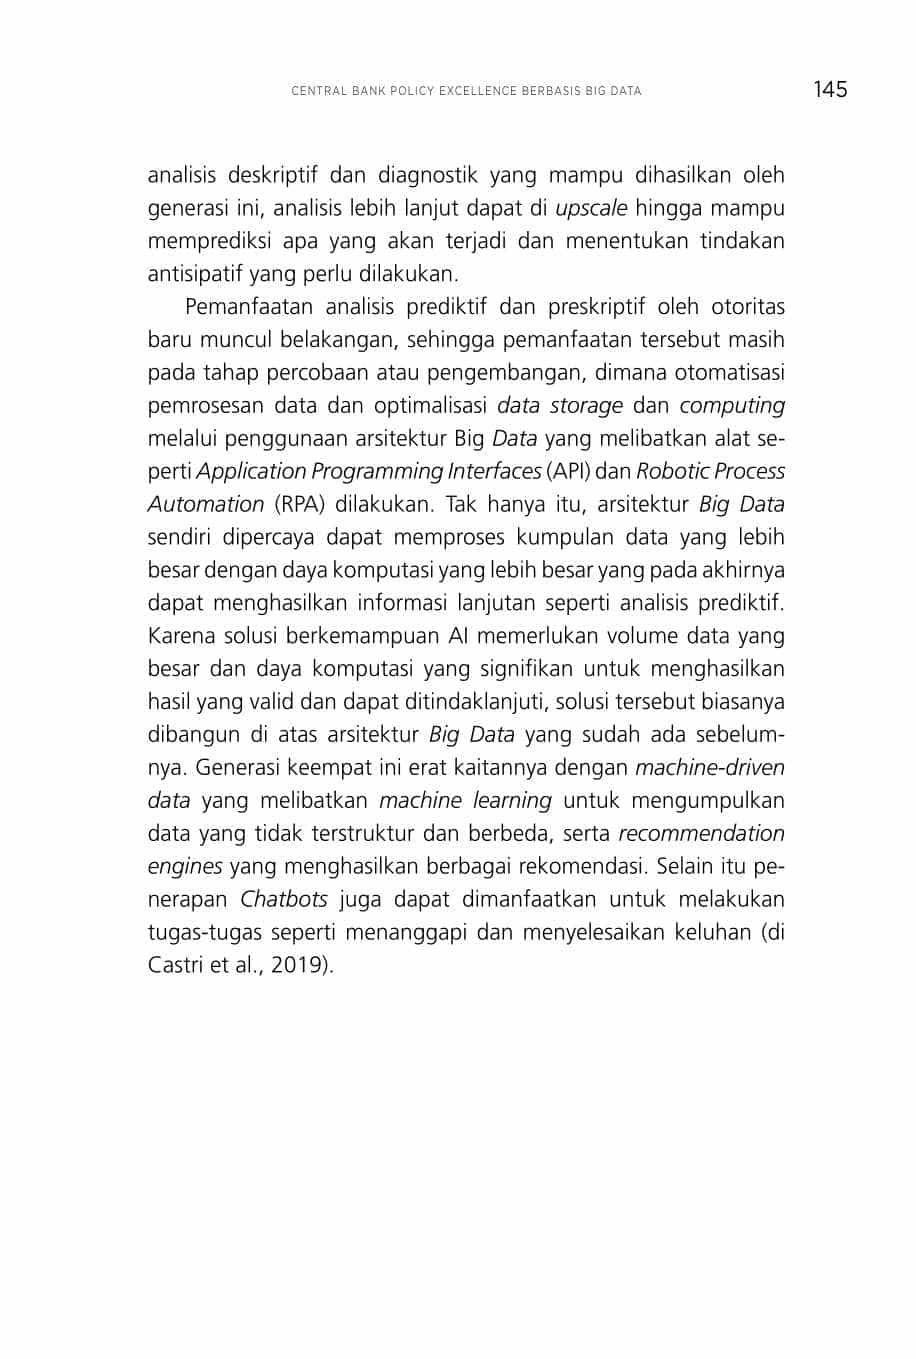 CENTRAL BANK POLICY EXCELLENCE BERBASIS BIG DATA 145
analisis deskriptif dan diagnostik yang mampu dihasilkan oleh
generasi ini, analisis lebih lanjut dapat di upscale hingga mampu
memprediksi apa yang akan terjadi dan menentukan tindakan
antisipatif yang perlu dilakukan.
Pemanfaatan analisis prediktif dan preskriptif oleh otoritas
baru muncul belakangan, sehingga pemanfaatan tersebut masih
pada tahap percobaan atau pengembangan, dimana otomatisasi
pemrosesan data dan optimalisasi data storage dan computing
melalui penggunaan arsitektur Big Data yang melibatkan alat se-
perti Application Programming Interfaces (API) dan Robotic Process
Automation (RPA) dilakukan. Tak hanya itu, arsitektur Big Data
sendiri dipercaya dapat memproses kumpulan data yang lebih
besar dengan daya komputasi yang lebih besar yang pada akhirnya
dapat menghasilkan informasi lanjutan seperti analisis prediktif.
Karena solusi berkemampuan AI memerlukan volume data yang
besar dan daya komputasi yang signifikan untuk menghasilkan
hasil yang valid dan dapat ditindaklanjuti, solusi tersebut biasanya
dibangun di atas arsitektur Big Data yang sudah ada sebelum-
nya. Generasi keempat ini erat kaitannya dengan machine-driven
data yang melibatkan machine learning untuk mengumpulkan
data yang tidak terstruktur dan berbeda, serta recommendation
engines yang menghasilkan berbagai rekomendasi. Selain itu pe-
nerapan Chatbots juga dapat dimanfaatkan untuk melakukan
tugas-tugas seperti menanggapi dan menyelesaikan keluhan (di
Castri et al., 2019).